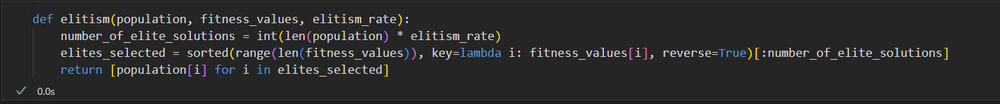 def elitism(population, fitness_values, elitism_rate):
    number_of_elite_solutions = int(len(population) * elitism_rate)
    elites_selected = sorted(range(len(fitness_values)), key=lambda i: fitness_values[i], reverse=True)[:number_of_elite_solutions]
    return [population[i] for i in elites_selected]
0.0s